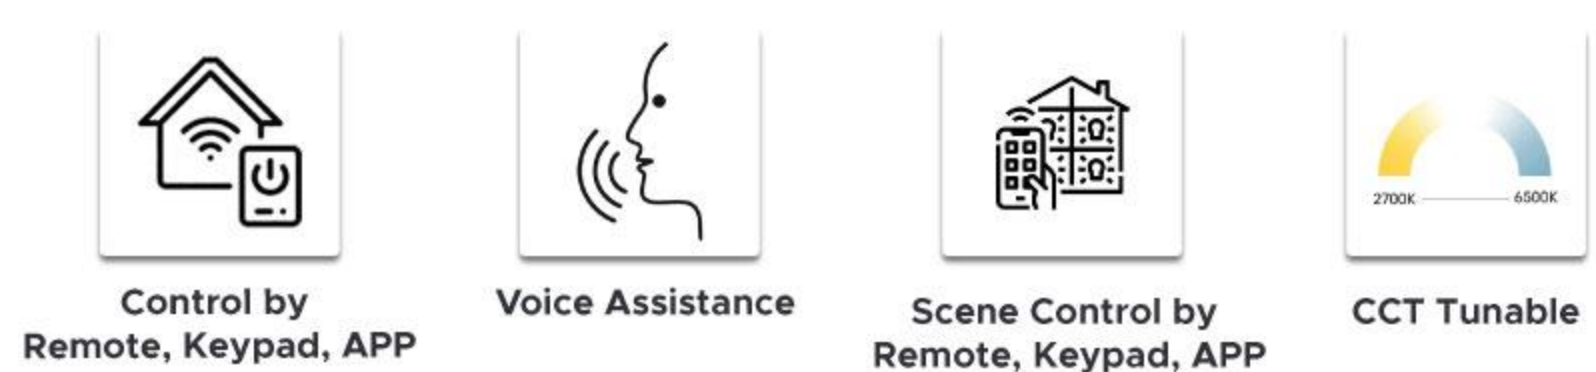 2700K
6500K
Control by
Remote, Keypad, APP
Voice Assistance
Scene Control by
Remote, Keypad, APP
CCT Tunable